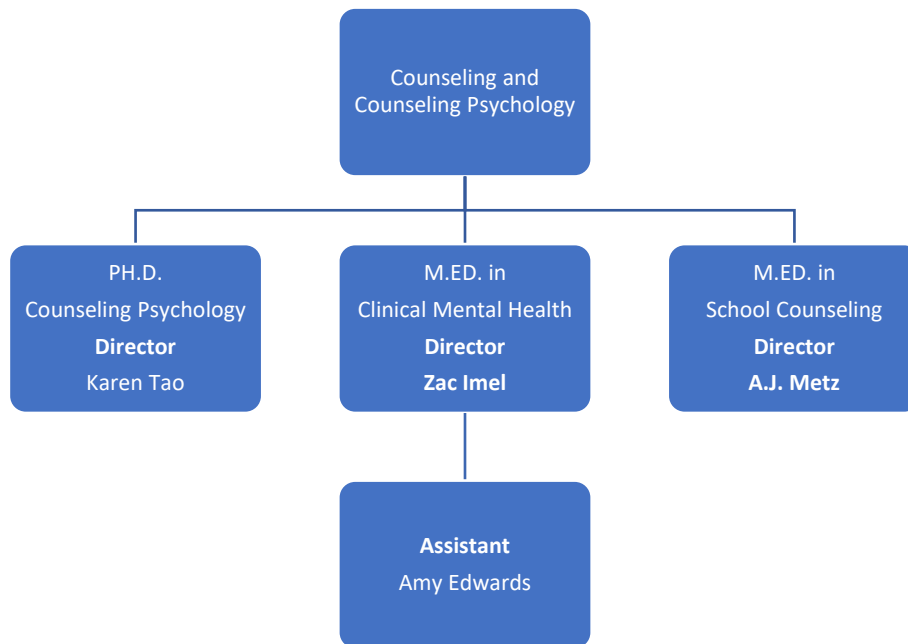 Counseling and
Counseling Psychology
PH.D.
Counseling Psychology
Director
Karen Tao
M.ED. in
Clinical Mental Health
Director
Zac Imel
M.ED. in
School Counseling
Director
A.J. Metz
Assistant
Amy Edwards